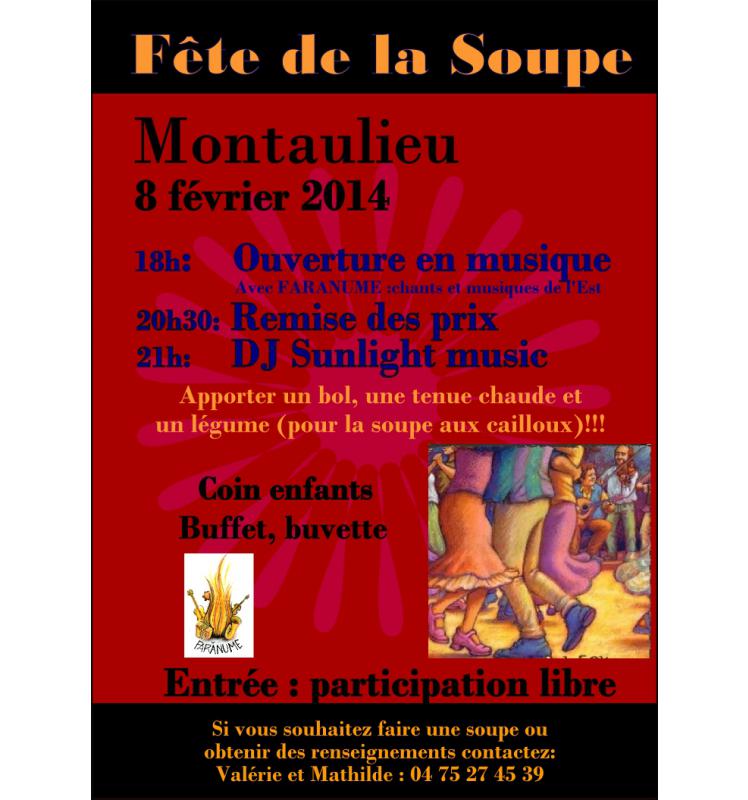 Fête de la Soupe
Montaulieu
8 février 2014
18h: Ouverture en musique
Avec FARANUME :chants et musiques de l'Est
20h30: Remise des prix
21h: DJ Sunlight music
Apporter un bol, une tenue chaude et
un légume (pour la soupe aux cailloux)!!!
Coin enfants
Buffet, buvette
FARĂNUME
Entrée : participation libre
Si vous souhaitez faire une soupe ou
obtenir des renseignements contactez:
Valérie et Mathilde : 04 75 27 45 39